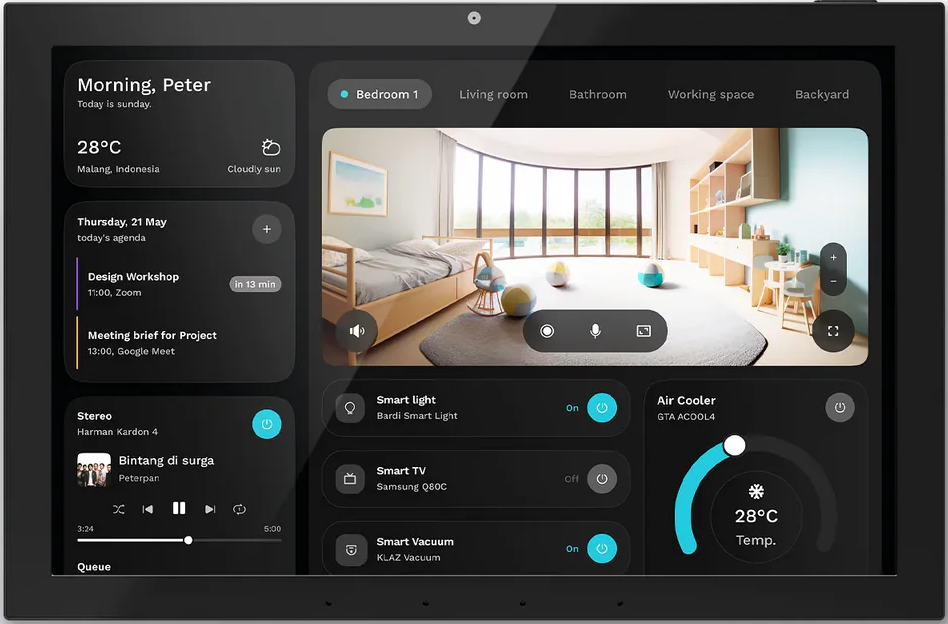 Morning, Peter
Today is sunday.
28°C
Malang, Indonesia
Cloudly sun
Thursday, 21 May
today's agenda
+
Design Workshop
11:00, Zoom
in 13 min
Meeting brief for Project
13:00, Google Meet
Stereo
Harman Kardon 4
Bintang di surga
Peterpan
3:24
5:00
Queue
Bedroom 1
Living room
Bathroom
Working space
Backyard
+
−
Smart light
Bardi Smart Light
On
Smart TV
Samsung Q80C
Off
Smart Vacuum
KLAZ Vacuum
On
Air Cooler
GTA ACOOL4
28°C
Temp.